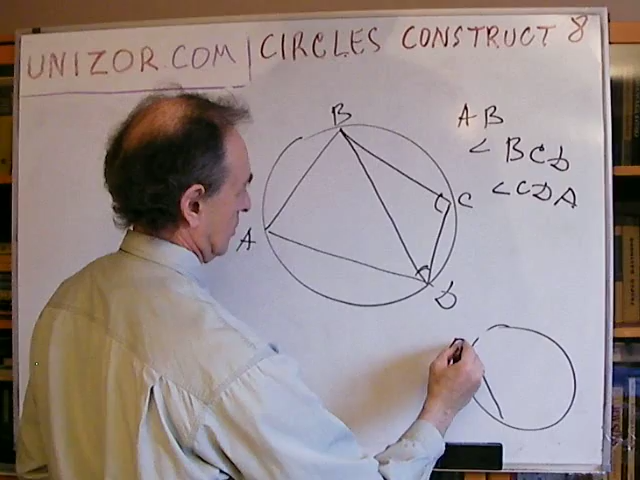 UNIZOR.COM | CIRCLES CONSTRUCT 8
B
A
C
D
AB
< BCD
< CDA